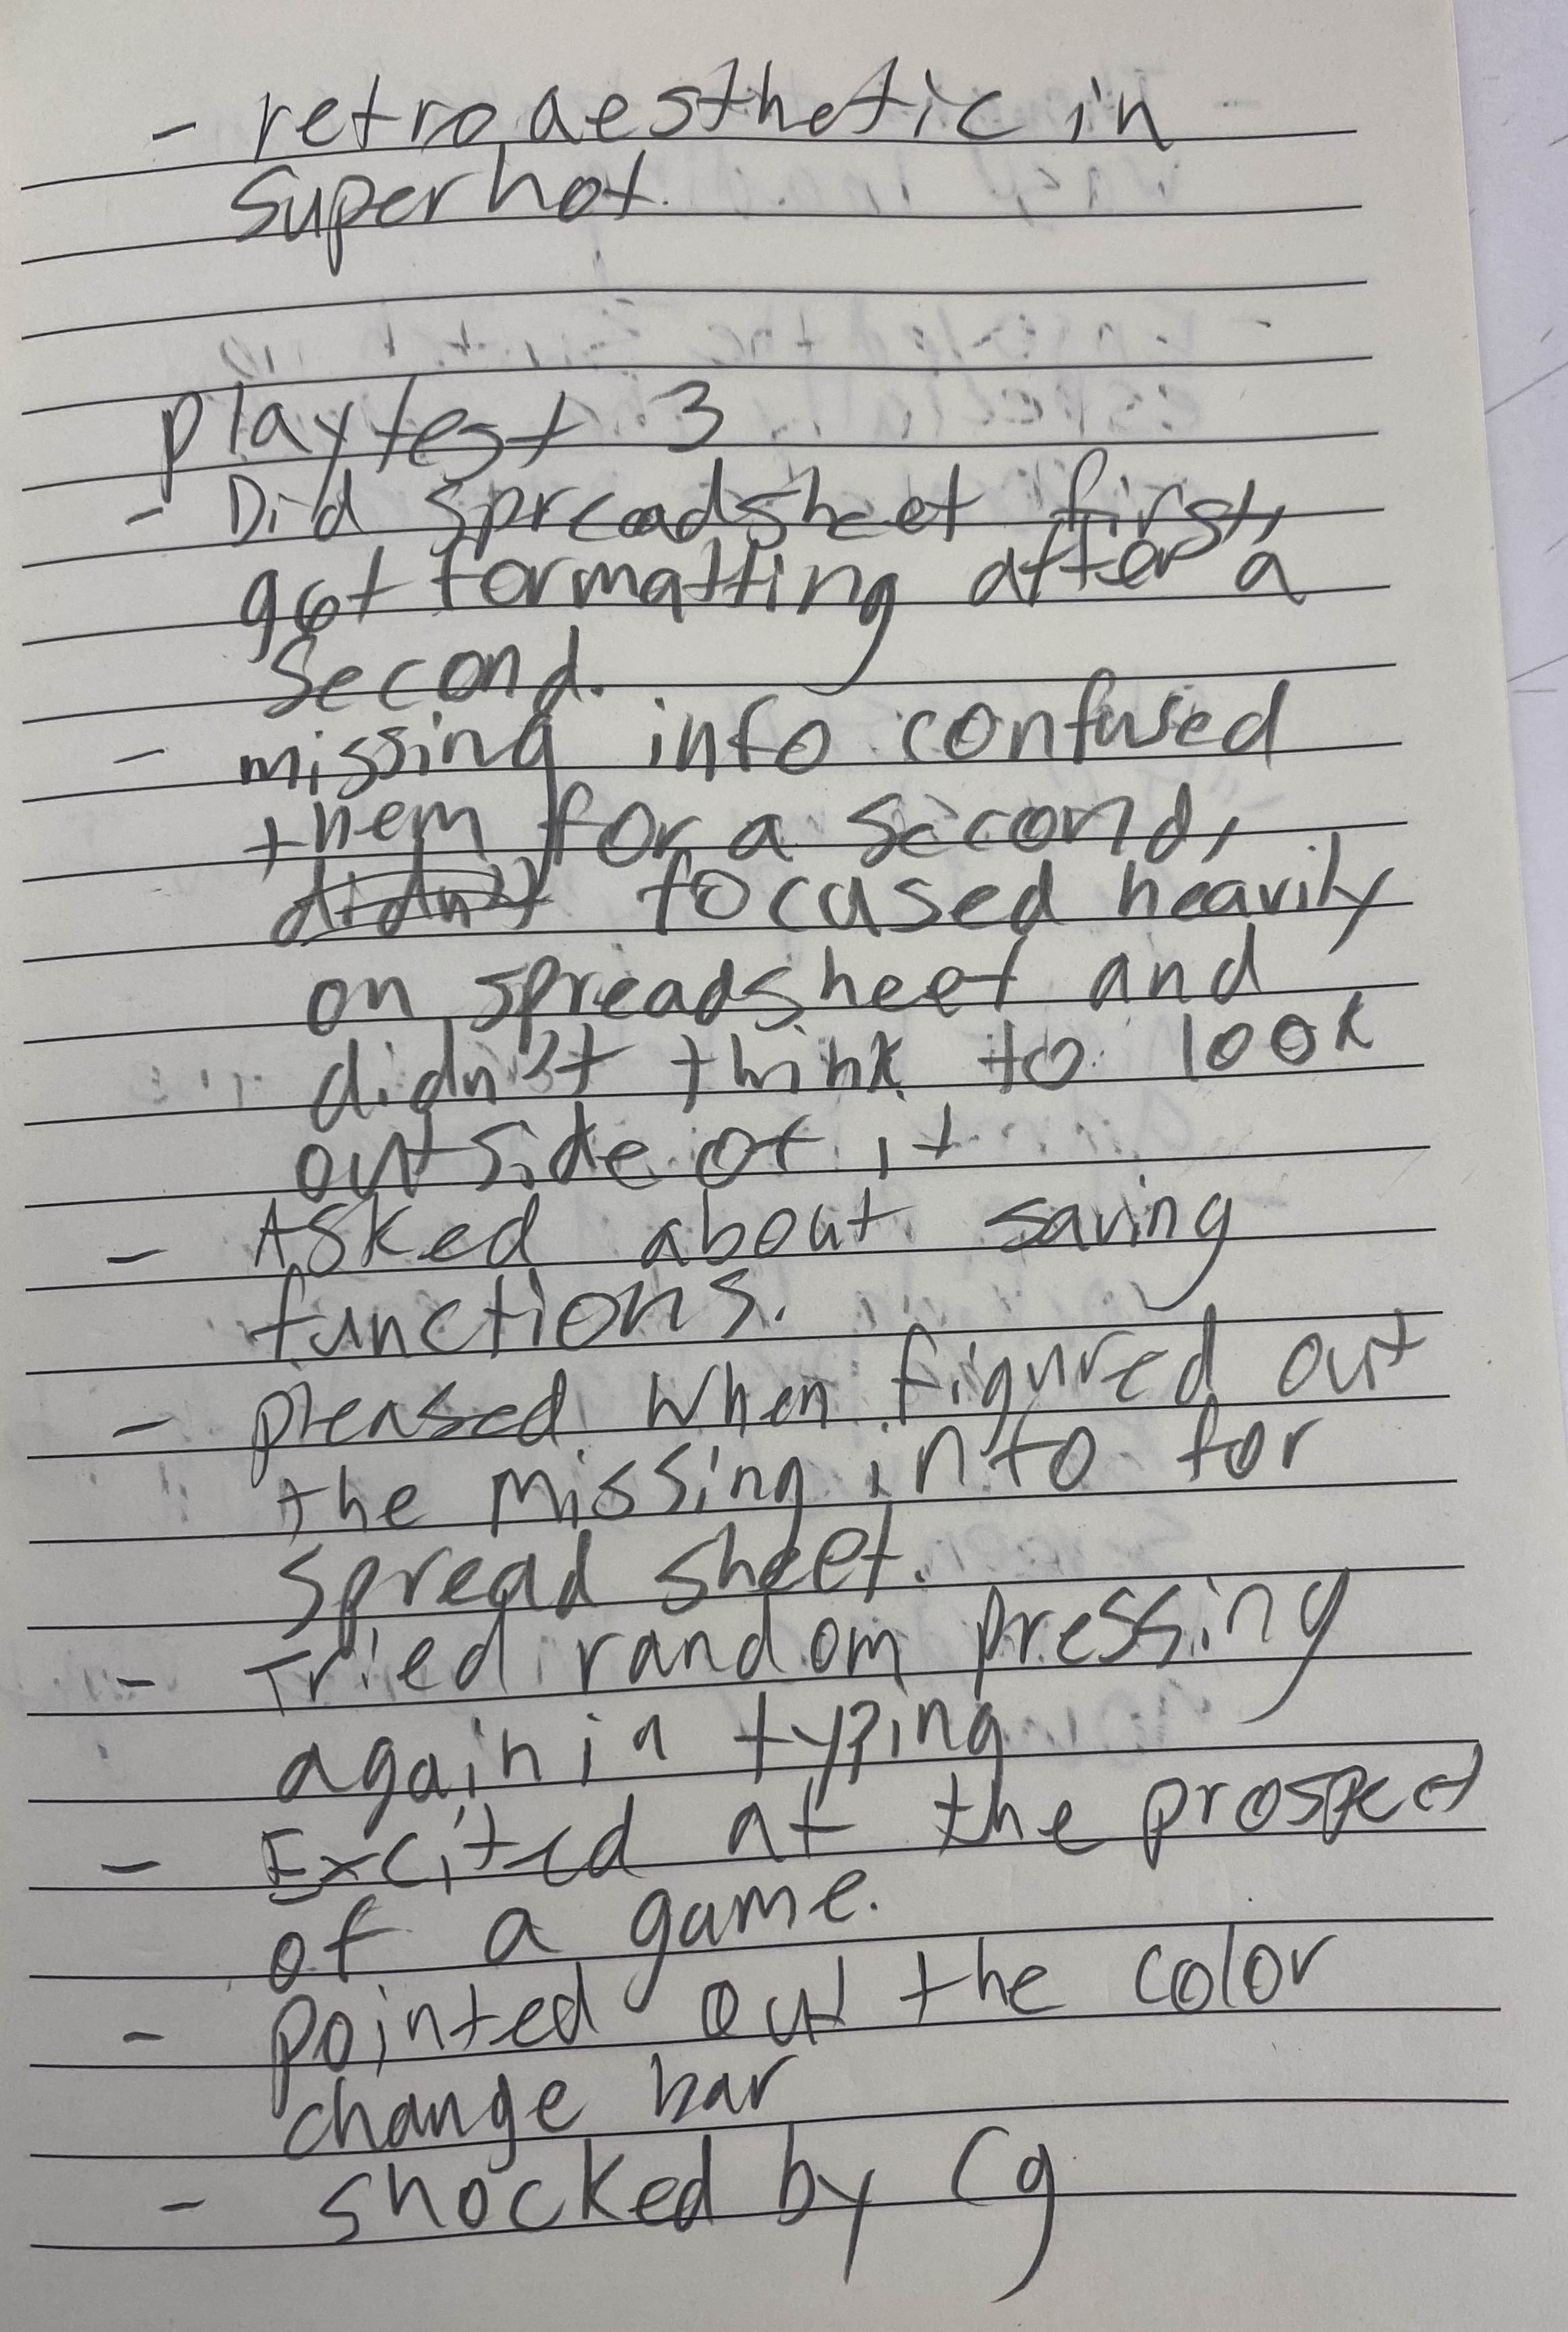 - retro aesthetic in
superhot.
playtest 3
- Did spreadsheet first,
got formatting after a
second.
- missing info confused
them for a second,
didn't focused heavily
on spreadsheet and
didn't think to look
outside of it
- Asked about saving
functions.
- pleased when figured out
the missing info for
spread sheet.
- Tried random pressing
again in typing
- Excited at the prospect
of a game.
- pointed out the color
change bar
- shocked by Cg